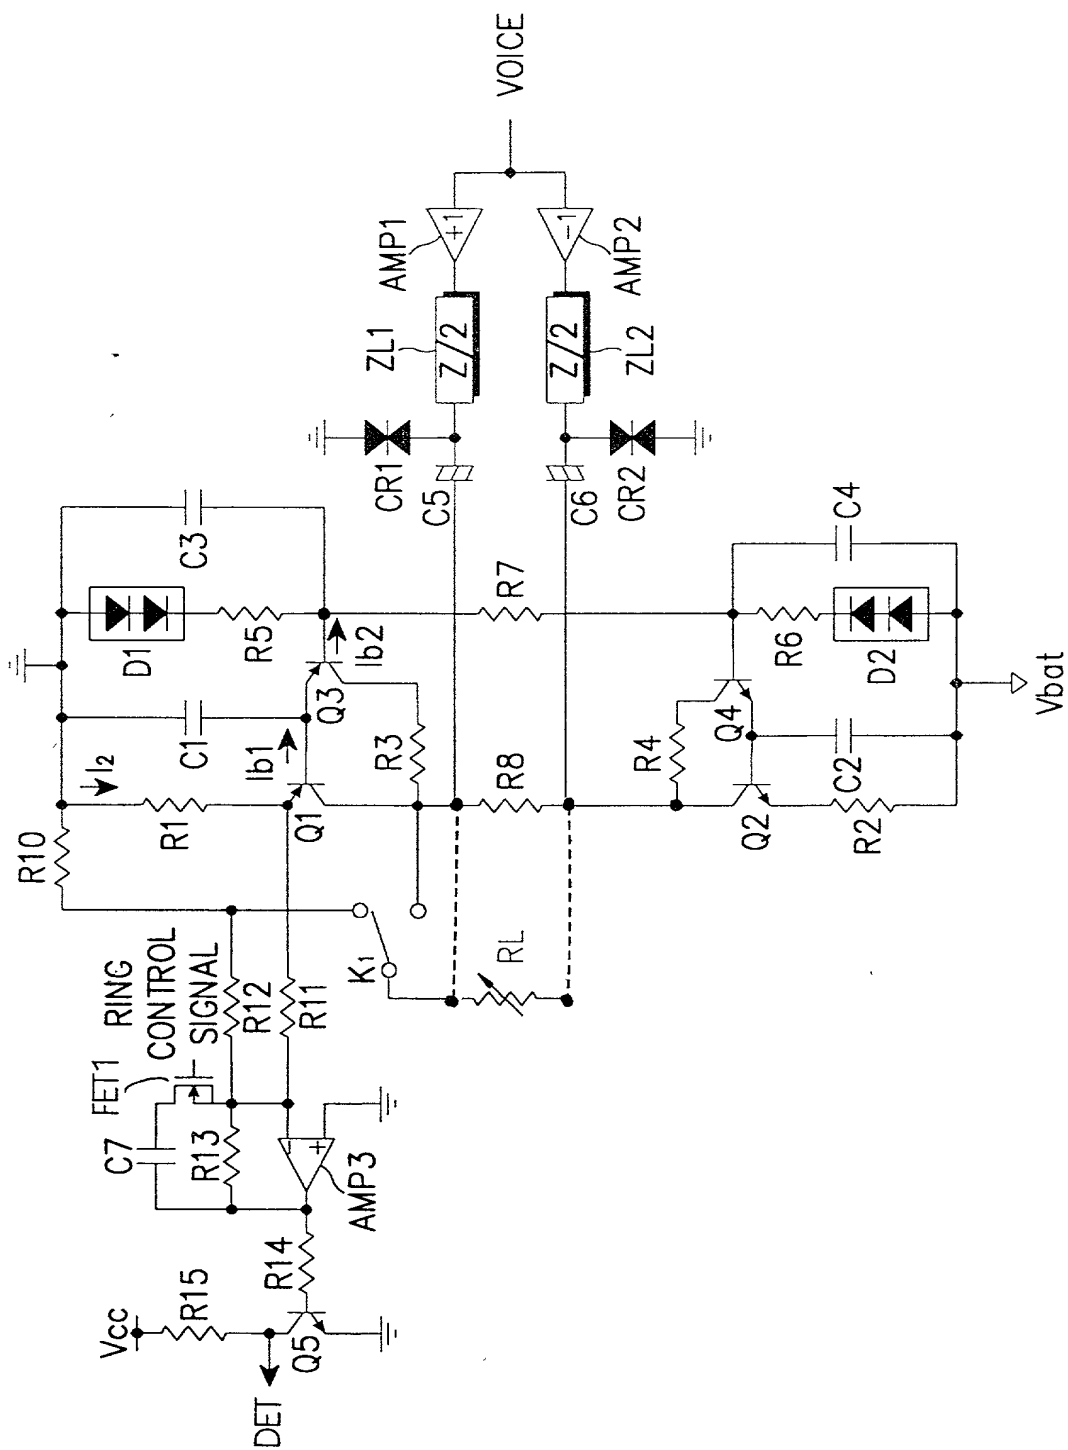 VOICE
AMP1
+1
AMP2
-1
ZL1
Z/2
Z/2
ZL2
CR1
C5
C6
CR2
C3
C4
D1
R5
R7
R6
D2
Ib2
Q3
Q4
Vbat
C1
Ib1
R3
R4
C2
I2
R1
Q1
R8
Q2
R2
R10
K1
RL
RING
CONTROL
SIGNAL
R12
R11
FET1
C7
R13
-
+
AMP3
R14
Vcc
R15
Q5
DET